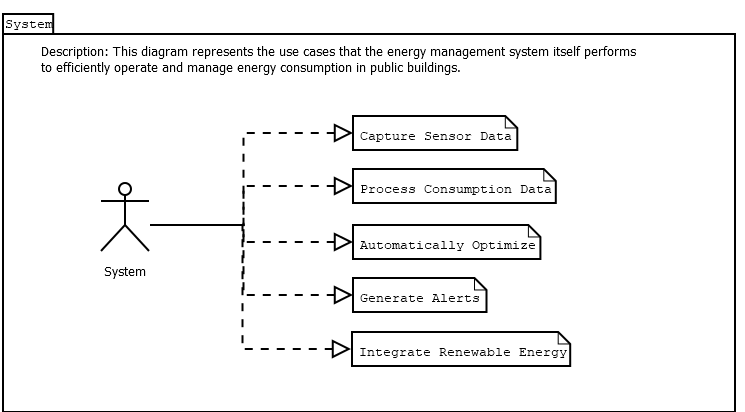 System
Description: This diagram represents the use cases that the energy management system itself performs
to efficiently operate and manage energy consumption in public buildings.
Capture Sensor Data
Process Consumption Data
Automatically Optimize
System
Generate Alerts
Integrate Renewable Energy